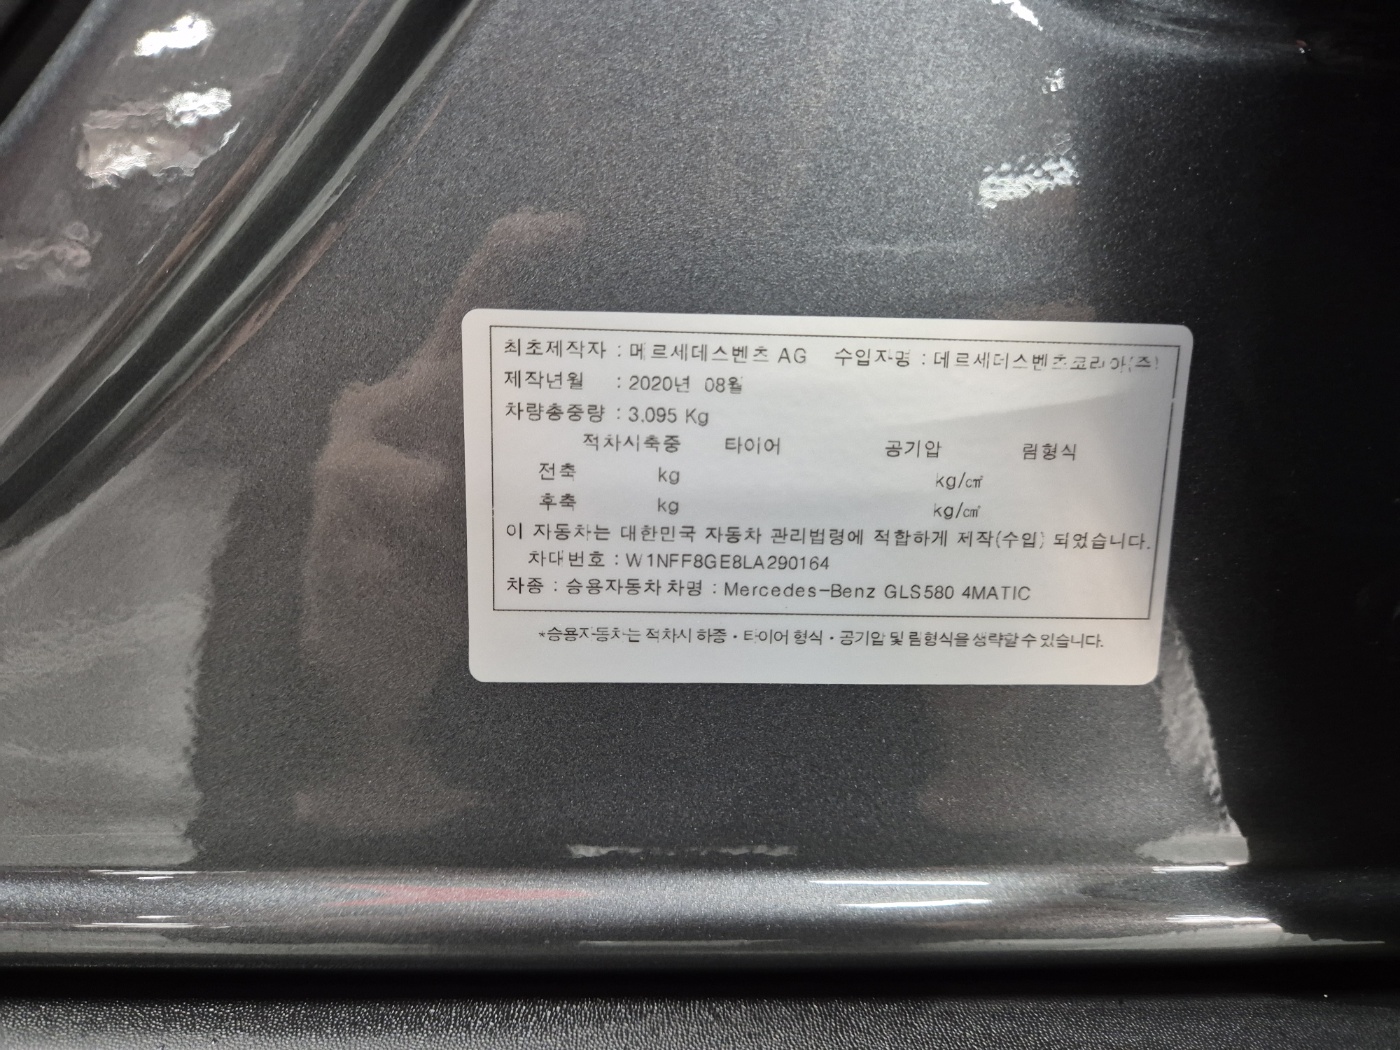 최초제작자 : 메르세데스벤츠 AG 수입자명 : 메르세데스벤츠코리아(주)
제작년월 : 2020년 08월
차량총중량 : 3,095 Kg
적차시축중 타이어 공기압 림형식
전축 kg kg/㎠
후축 kg kg/㎠
이 자동차는 대한민국 자동차 관리법령에 적합하게 제작(수입) 되었습니다.
차대번호 : W1NFF8GE8LA290164
차종 : 승용자동차 차명 : Mercedes-Benz GLS580 4MATIC
*승용자동차는 적차시 하중·타이어 형식·공기압 및 림형식을 생략할 수 있습니다.